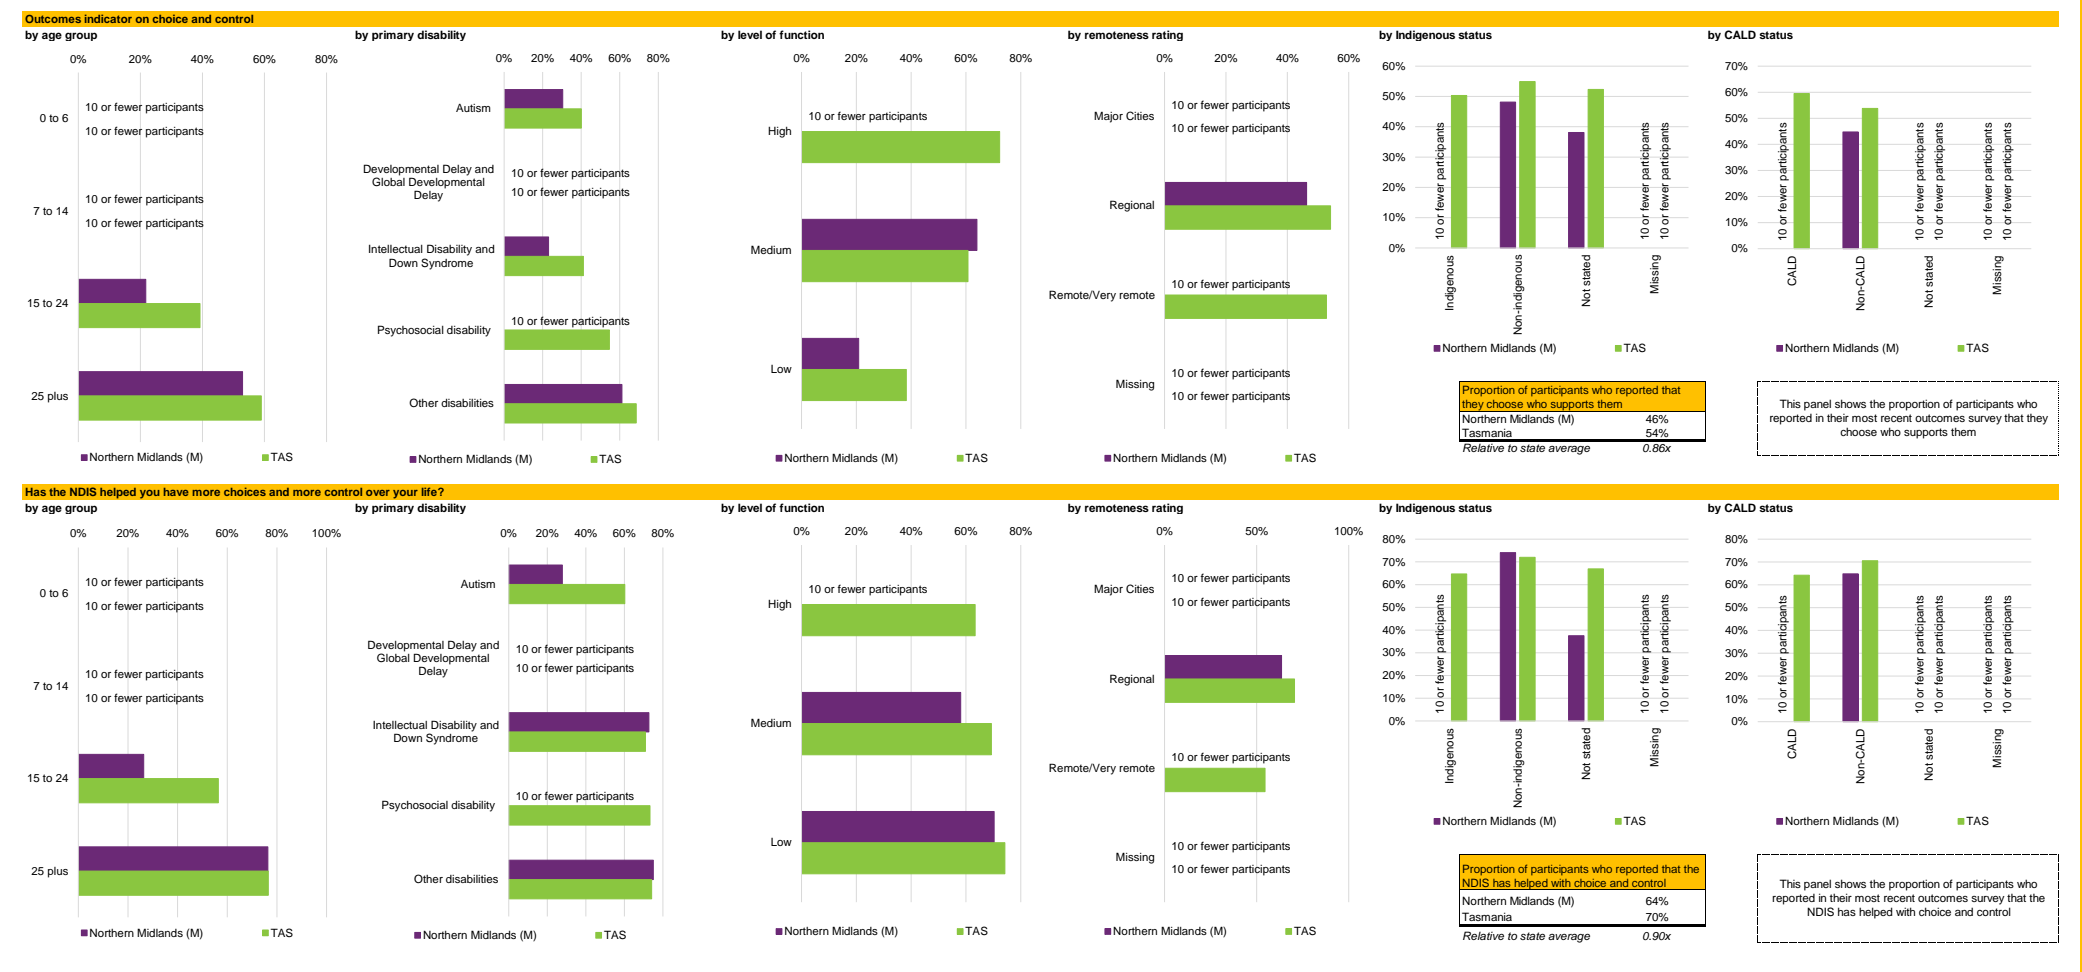 Outcomes indicator on choice and control
by age group
0% 20% 40% 60% 80%
0 to 6
10 or fewer participants
10 or fewer participants
7 to 14
10 or fewer participants
10 or fewer participants
15 to 24
25 plus
Northern Midlands (M) TAS
by primary disability
0% 20% 40% 60% 80%
Autism
Developmental Delay and
Global Developmental
Delay
10 or fewer participants
10 or fewer participants
Intellectual Disability and
Down Syndrome
Psychosocial disability
10 or fewer participants
Other disabilities
Northern Midlands (M) TAS
by level of function
0% 20% 40% 60% 80%
High
10 or fewer participants
Medium
Low
Northern Midlands (M) TAS
by remoteness rating
0% 20% 40% 60%
Major Cities
10 or fewer participants
10 or fewer participants
Regional
Remote/Very remote
10 or fewer participants
Missing
10 or fewer participants
10 or fewer participants
Northern Midlands (M) TAS
by Indigenous status
60%
50%
40%
30%
20%
10%
0%
10 or fewer participants
10 or fewer participants
10 or fewer participants
Indigenous
Non-indigenous
Not stated
Missing
Northern Midlands (M) TAS
by CALD status
70%
60%
50%
40%
30%
20%
10%
0%
10 or fewer participants
10 or fewer participants
10 or fewer participants
10 or fewer participants
10 or fewer participants
CALD
Non-CALD
Not stated
Missing
Northern Midlands (M) TAS
Proportion of participants who reported that
they choose who supports them
Northern Midlands (M) 46%
Tasmania 54%
Relative to state average 0.86x
This panel shows the proportion of participants who
reported in their most recent outcomes survey that they
choose who supports them
Has the NDIS helped you have more choices and more control over your life?
by age group
0% 20% 40% 60% 80% 100%
0 to 6
10 or fewer participants
10 or fewer participants
7 to 14
10 or fewer participants
10 or fewer participants
15 to 24
25 plus
Northern Midlands (M) TAS
by primary disability
0% 20% 40% 60% 80%
Autism
Developmental Delay and
Global Developmental
Delay
10 or fewer participants
10 or fewer participants
Intellectual Disability and
Down Syndrome
Psychosocial disability
10 or fewer participants
Other disabilities
Northern Midlands (M) TAS
by level of function
0% 20% 40% 60% 80%
High
10 or fewer participants
Medium
Low
Northern Midlands (M) TAS
by remoteness rating
0% 50% 100%
Major Cities
10 or fewer participants
10 or fewer participants
Regional
Remote/Very remote
10 or fewer participants
Missing
10 or fewer participants
10 or fewer participants
Northern Midlands (M) TAS
by Indigenous status
80%
70%
60%
50%
40%
30%
20%
10%
0%
10 or fewer participants
10 or fewer participants
10 or fewer participants
Indigenous
Non-indigenous
Not stated
Missing
Northern Midlands (M) TAS
by CALD status
80%
70%
60%
50%
40%
30%
20%
10%
0%
10 or fewer participants
10 or fewer participants
10 or fewer participants
10 or fewer participants
10 or fewer participants
CALD
Non-CALD
Not stated
Missing
Northern Midlands (M) TAS
Proportion of participants who reported that the
NDIS has helped with choice and control
Northern Midlands (M) 64%
Tasmania 70%
Relative to state average 0.90x
This panel shows the proportion of participants who
reported in their most recent outcomes survey that the
NDIS has helped with choice and control